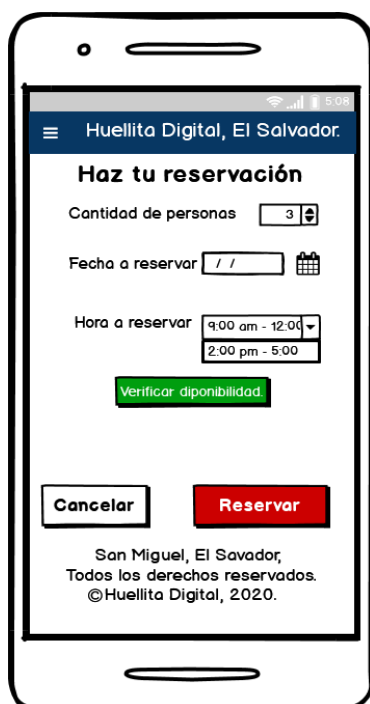 5:08
Huellita Digital, El Salvador.
Haz tu reservación
Cantidad de personas 3
Fecha a reservar / /
Hora a reservar 9:00 am - 12:00
2:00 pm - 5:00
Verificar diponibilidad.
Cancelar Reservar
San Miguel, El Savador,
Todos los derechos reservados.
©Huellita Digital, 2020.